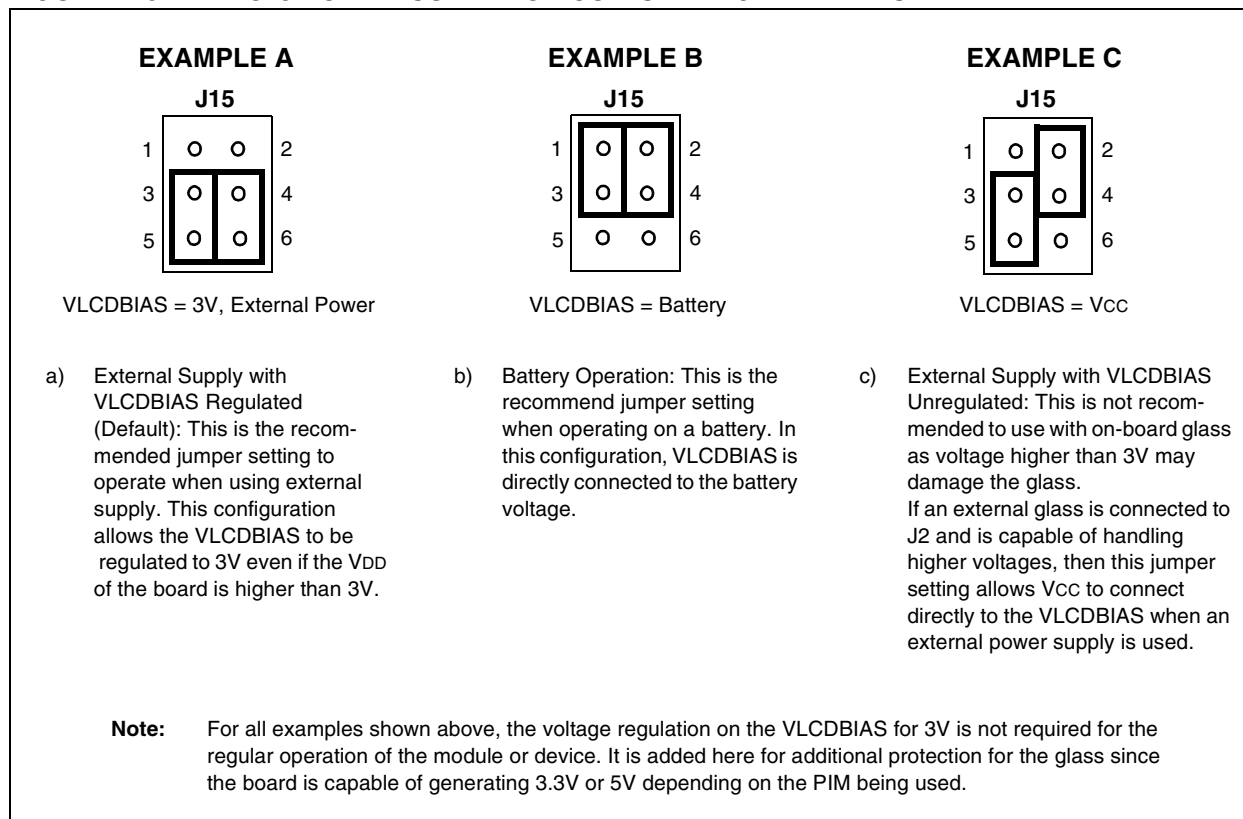 EXAMPLE A
J15
1 2
3 4
5 6
VLCDBIAS = 3V, External Power
a) External Supply with
VLCDBIAS Regulated
(Default): This is the recom-
mended jumper setting to
operate when using external
supply. This configuration
allows the VLCDBIAS to be
regulated to 3V even if the VDD
of the board is higher than 3V.
EXAMPLE B
J15
1 2
3 4
5 6
VLCDBIAS = Battery
b) Battery Operation: This is the
recommend jumper setting
when operating on a battery. In
this configuration, VLCDBIAS is
directly connected to the battery
voltage.
EXAMPLE C
J15
1 2
3 4
5 6
VLCDBIAS = VCC
c) External Supply with VLCDBIAS
Unregulated: This is not recom-
mended to use with on-board glass
as voltage higher than 3V may
damage the glass.
If an external glass is connected to
J2 and is capable of handling
higher voltages, then this jumper
setting allows VCC to connect
directly to the VLCDBIAS when an
external power supply is used.
Note: For all examples shown above, the voltage regulation on the VLCDBIAS for 3V is not required for the
regular operation of the module or device. It is added here for additional protection for the glass since
the board is capable of generating 3.3V or 5V depending on the PIM being used.